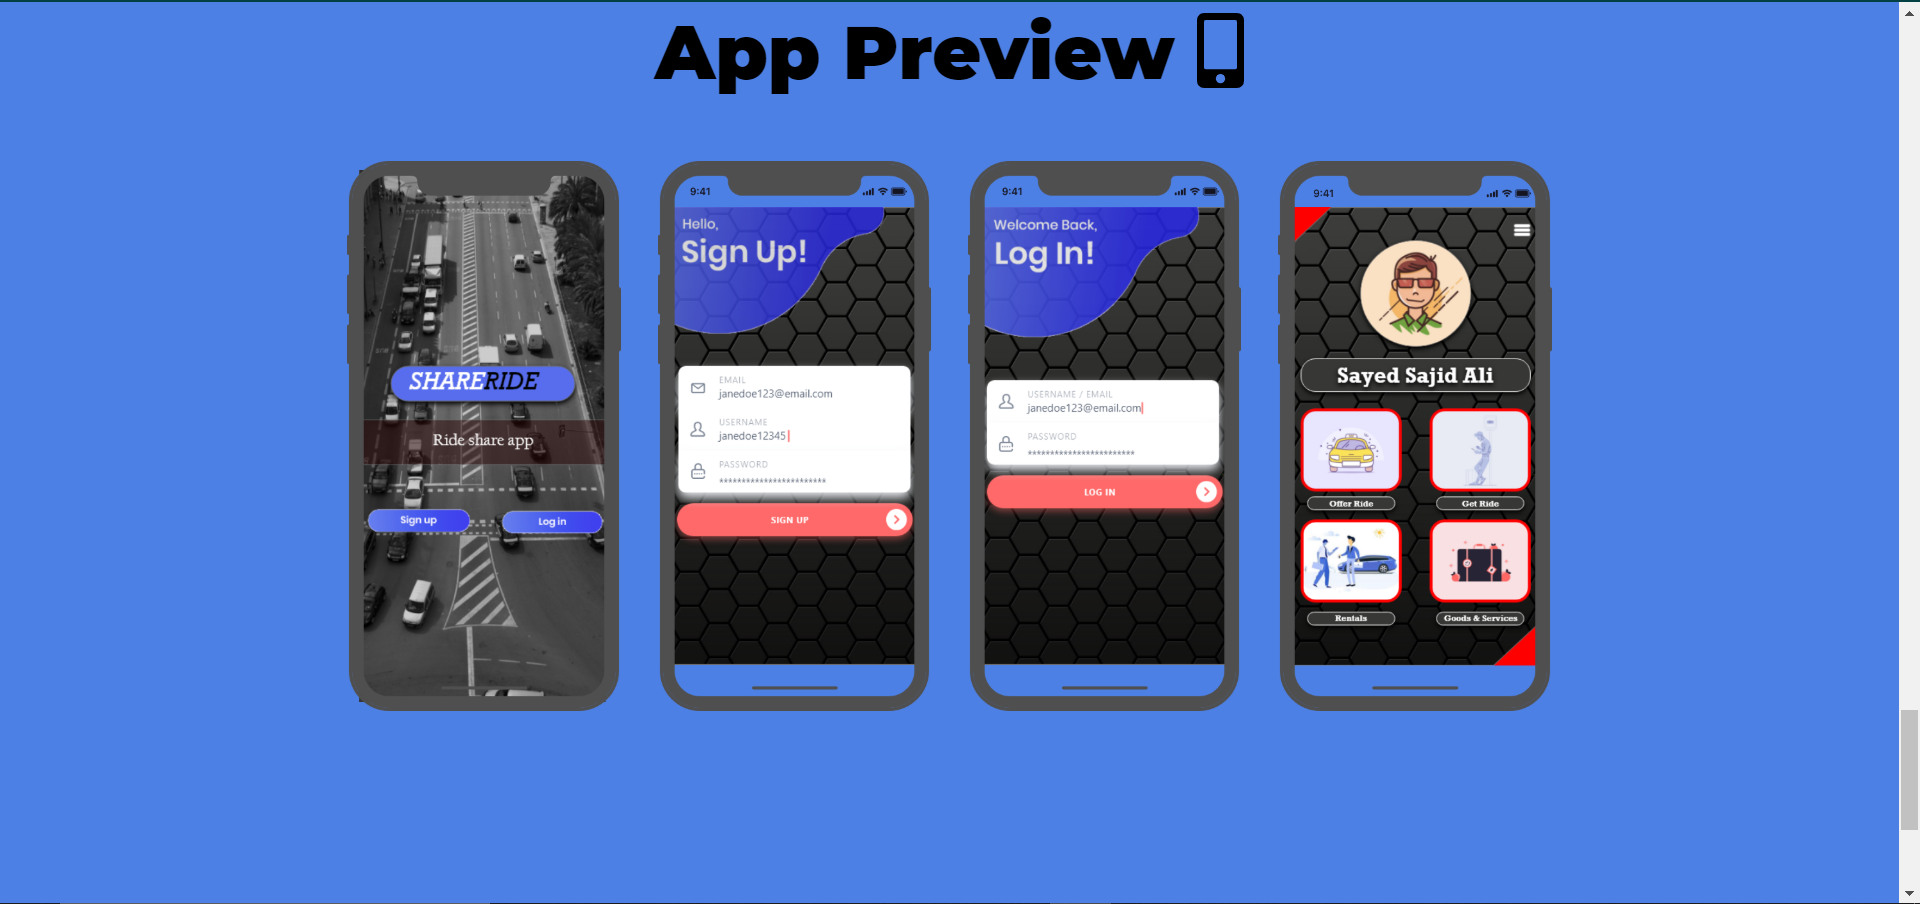 App Preview
SHARERIDE
Ride share app
Sign up
Log in
9:41
Hello,
Sign Up!
EMAIL
janedoe123@email.com
USERNAME
janedoe12345
PASSWORD
************************
SIGN UP
9:41
Welcome Back,
Log In!
USERNAME / EMAIL
janedoe123@email.com
PASSWORD
************************
LOG IN
9:41
Sayed Sajid Ali
Offer Ride
Get Ride
Rentals
Goods & Services